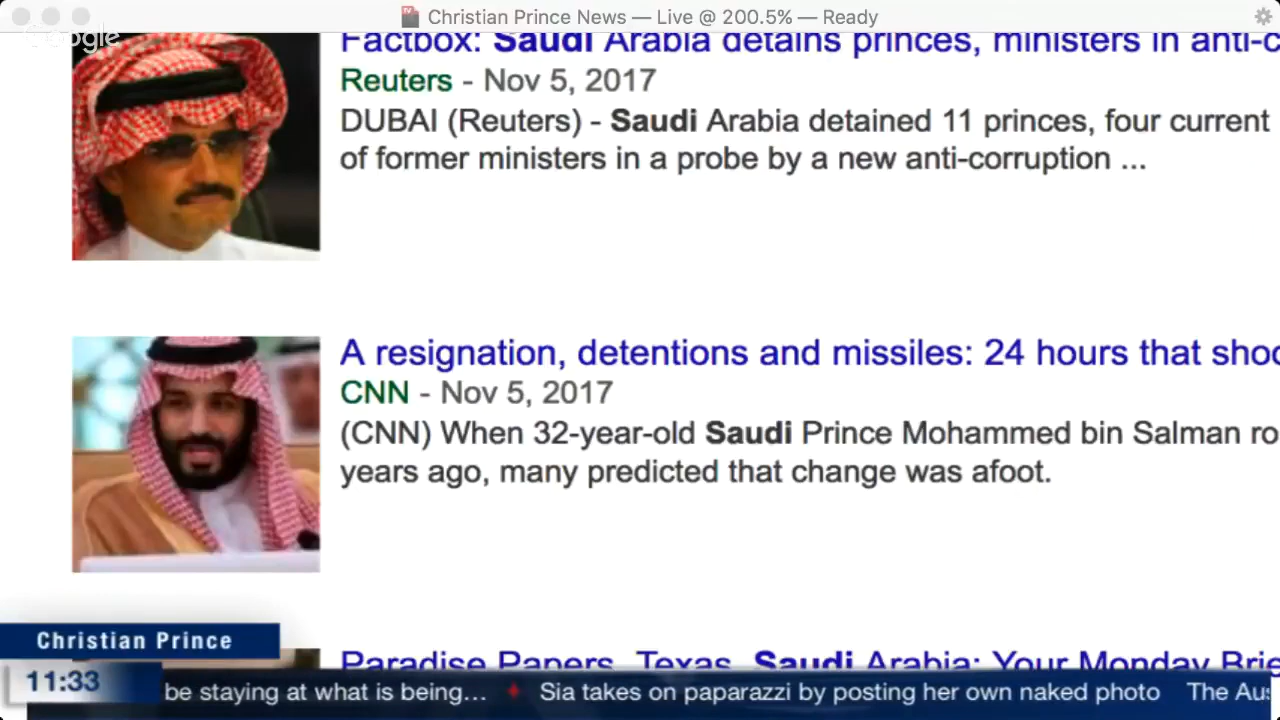 Christian Prince News — Live @ 200.5% — Ready
Google
Factbox: Saudi Arabia detains princes, ministers in anti-c
Reuters - Nov 5, 2017
DUBAI (Reuters) - Saudi Arabia detained 11 princes, four current
of former ministers in a probe by a new anti-corruption ...
A resignation, detentions and missiles: 24 hours that shoc
CNN - Nov 5, 2017
(CNN) When 32-year-old Saudi Prince Mohammed bin Salman ro
years ago, many predicted that change was afoot.
Paradise Papers, Texas, Saudi Arabia: Your Monday Brie
Christian Prince
11:33
be staying at what is being... Sia takes on paparazzi by posting her own naked photo The Aus